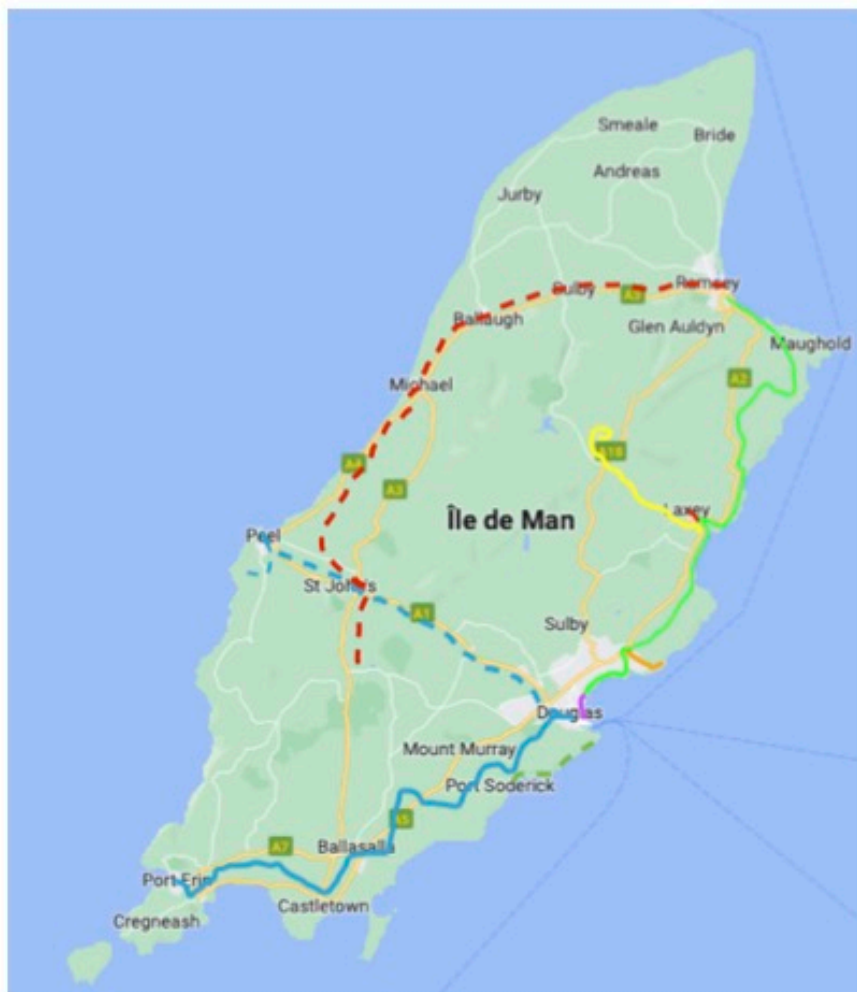 Smeale
Bride
Andreas
Jurby
Ramsey
Sulby
A3
Ballaugh
Glen Auldyn
Maughold
Michael
A2
A18
A4
A3
Laxey
Île de Man
Peel
St John's
A1
Sulby
Douglas
Mount Murray
Port Soderick
A5
A7
Ballasalla
Port Erin
Castletown
Cregneash